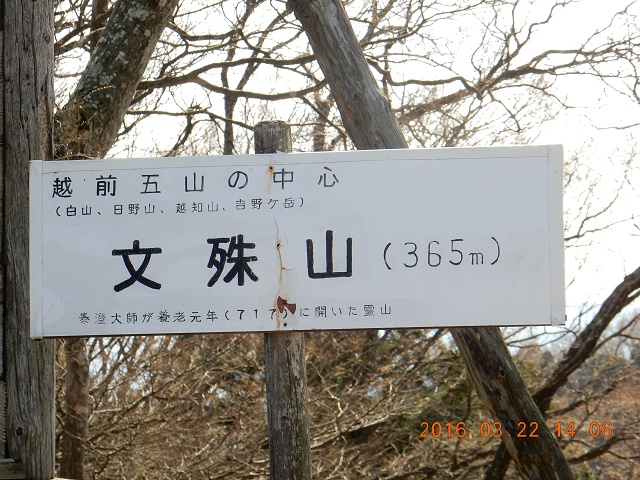 越前五山の中心
(白山、日野山、越知山、吉野ケ岳)
文殊山(365m)
泰澄大師が養老元年(717)に開いた霊山
2016.03.22 14:06